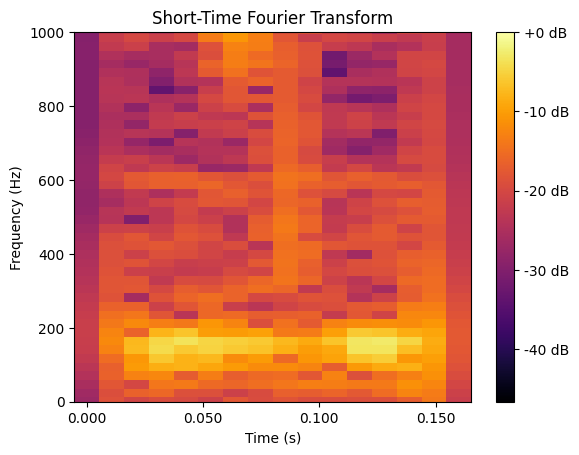 Short-Time Fourier Transform
1000
800
600
400
200
0
Frequency (Hz)
0.000
0.050
0.100
0.150
Time (s)
+0 dB
-10 dB
-20 dB
-30 dB
-40 dB